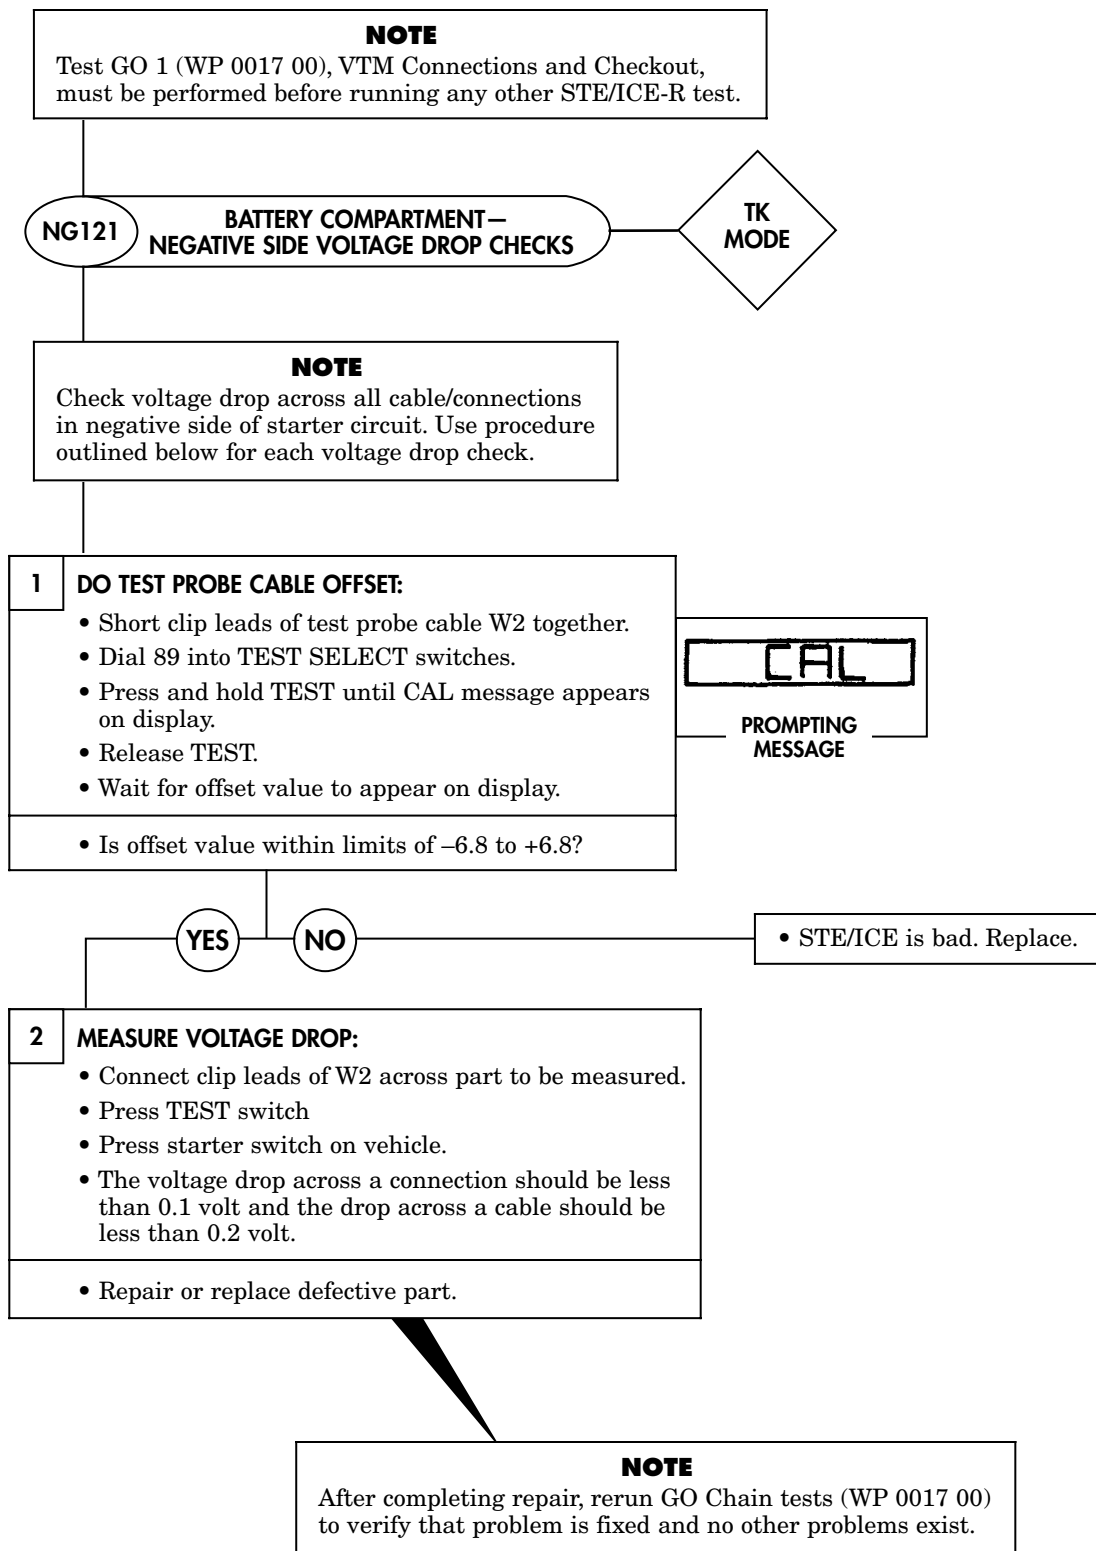 NOTE
Test GO 1 (WP 0017 00), VTM Connections and Checkout,
must be performed before running any other STE/ICE-R test.
NG121
BATTERY COMPARTMENT—
NEGATIVE SIDE VOLTAGE DROP CHECKS
TK
MODE
NOTE
Check voltage drop across all cable/connections
in negative side of starter circuit. Use procedure
outlined below for each voltage drop check.
1 DO TEST PROBE CABLE OFFSET:
• Short clip leads of test probe cable W2 together.
• Dial 89 into TEST SELECT switches.
• Press and hold TEST until CAL message appears
on display.
• Release TEST.
• Wait for offset value to appear on display.
• Is offset value within limits of –6.8 to +6.8?
CAL
PROMPTING
MESSAGE
YES
NO
• STE/ICE is bad. Replace.
2 MEASURE VOLTAGE DROP:
• Connect clip leads of W2 across part to be measured.
• Press TEST switch
• Press starter switch on vehicle.
• The voltage drop across a connection should be less
than 0.1 volt and the drop across a cable should be
less than 0.2 volt.
• Repair or replace defective part.
NOTE
After completing repair, rerun GO Chain tests (WP 0017 00)
to verify that problem is fixed and no other problems exist.